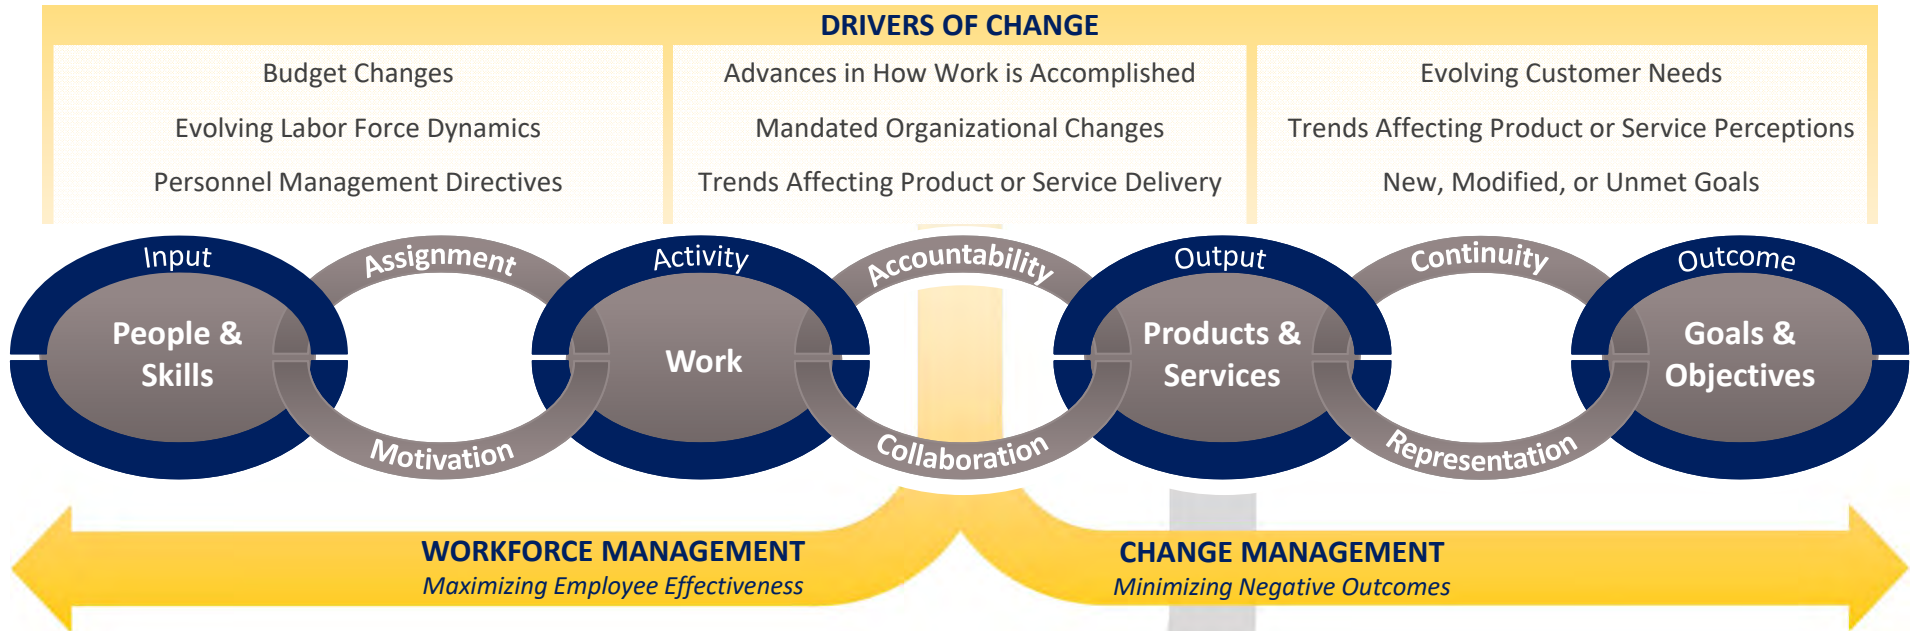 DRIVERS OF CHANGE
Budget Changes
Evolving Labor Force Dynamics
Personnel Management Directives
Advances in How Work is Accomplished
Mandated Organizational Changes
Trends Affecting Product or Service Delivery
Evolving Customer Needs
Trends Affecting Product or Service Perceptions
New, Modified, or Unmet Goals
Input
People &
Skills
Assignment
Motivation
Activity
Work
Accountability
Collaboration
Output
Products &
Services
Continuity
Representation
Outcome
Goals &
Objectives
WORKFORCE MANAGEMENT
Maximizing Employee Effectiveness
CHANGE MANAGEMENT
Minimizing Negative Outcomes